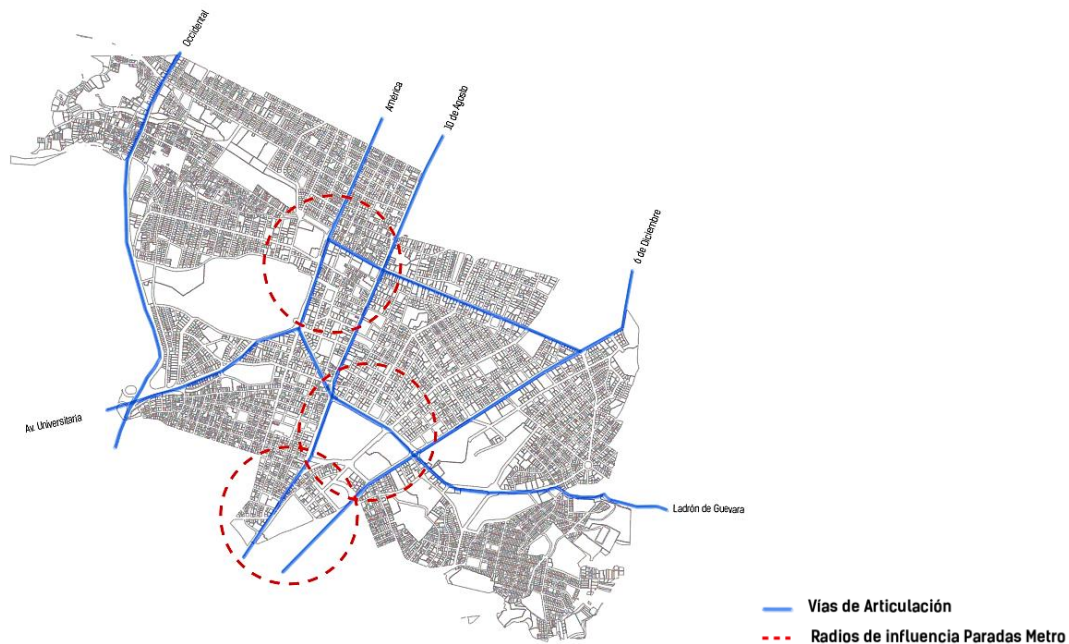 Occidental
América
10 de Agosto
6 de Diciembre
Av. Universitaria
Ladrón de Guevara
Vías de Articulación
Radios de influencia Paradas Metro